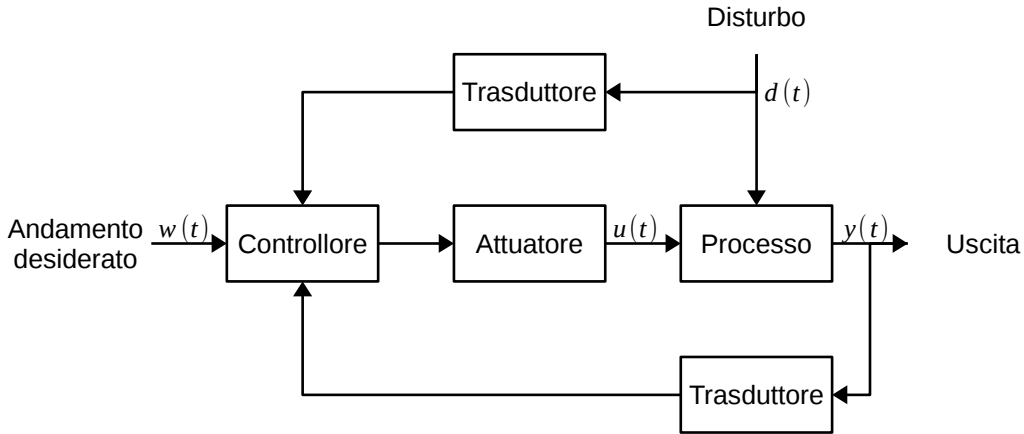 Disturbo
Trasduttore
d(t)
Andamento
desiderato
w(t)
Controllore
Attuatore
u(t)
Processo
y(t)
Uscita
Trasduttore